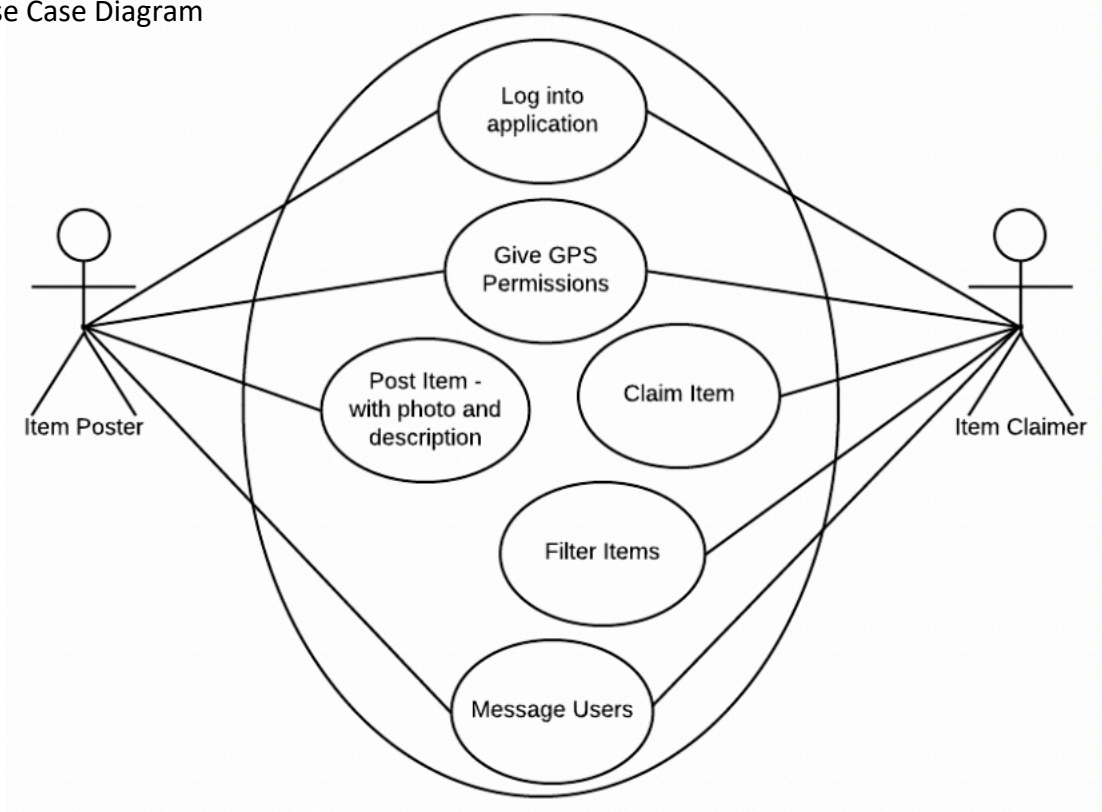 se Case Diagram
Log into
application
Give GPS
Permissions
Post Item -
with photo and
description
Claim Item
Item Poster
Item Claimer
Filter Items
Message Users